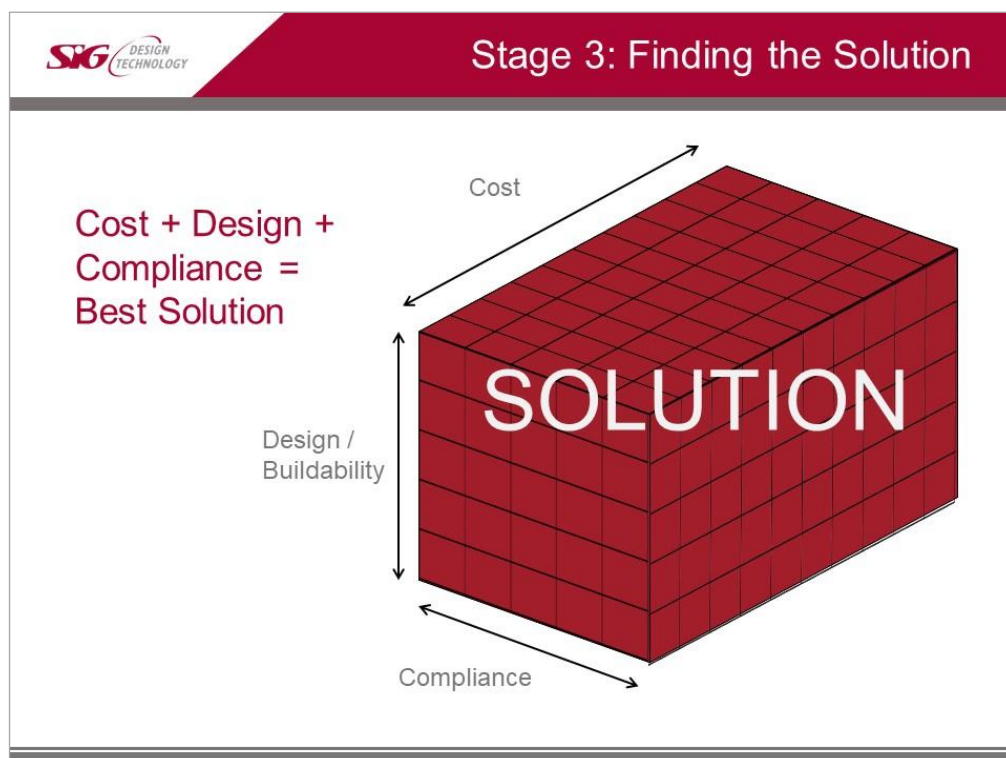 SIG DESIGN
TECHNOLOGY
Stage 3: Finding the Solution
Cost
Cost + Design +
Compliance =
Best Solution
SOLUTION
Design /
Buildability
Compliance